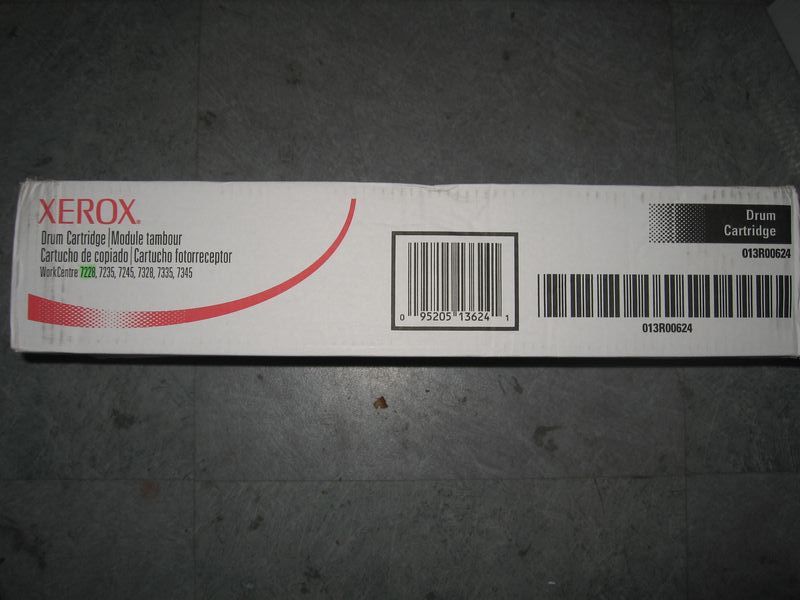 XEROX.
Drum Cartridge | Module tambour
Cartucho de copiado | Cartucho fotorreceptor
WorkCentre 7228, 7235, 7245, 7328, 7335, 7345
0 95205 13624 1
Drum
Cartridge
013R00624
013R00624